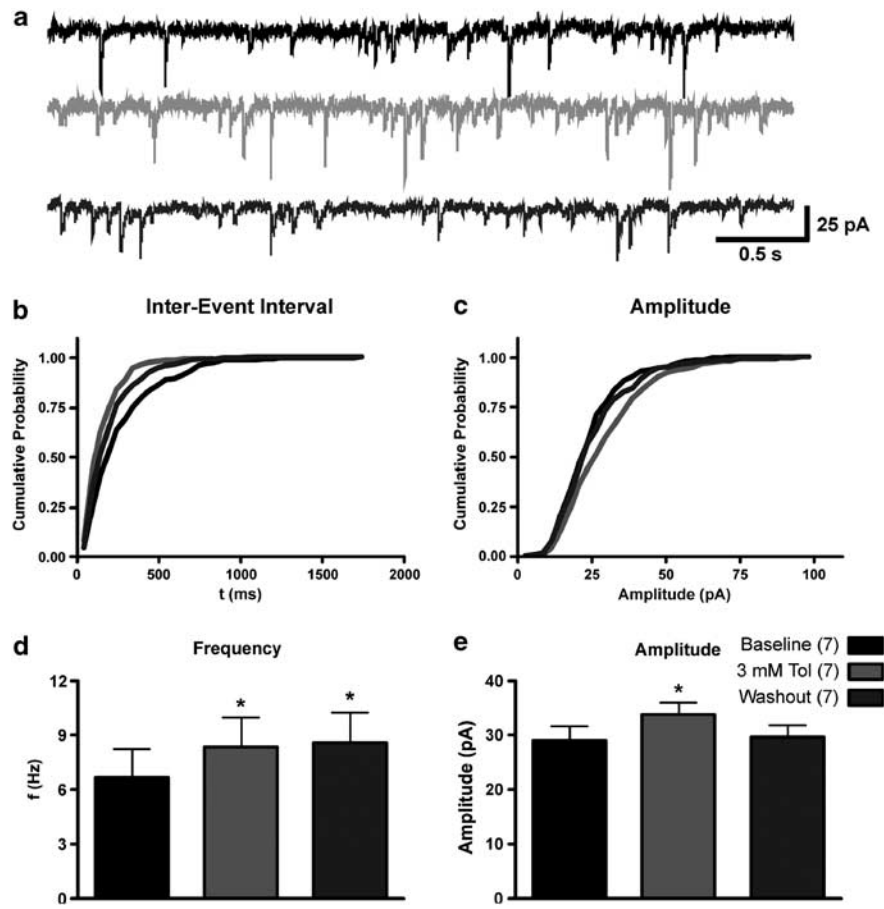 a
25 pA
0.5 s
b
Inter-Event Interval
Cumulative Probability
1.00
0.75
0.50
0.25
0.00
0
500
1000
1500
2000
t (ms)
c
Amplitude
Cumulative Probability
1.00
0.75
0.50
0.25
0.00
0
25
50
75
100
Amplitude (pA)
d
Frequency
f (Hz)
12
9
6
3
0
*
*
e
Amplitude
Baseline (7)
3 mM Tol (7)
Washout (7)
Amplitude (pA)
40
30
20
10
0
*